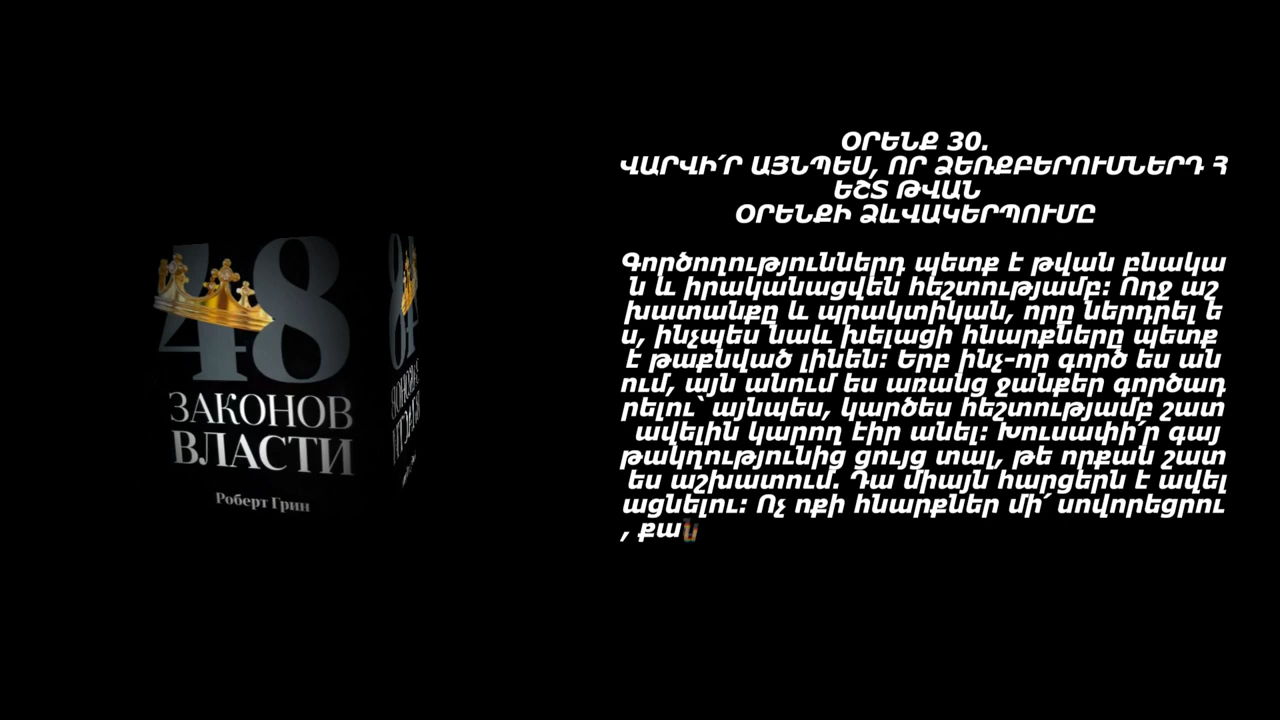 48
ЗАКОНОВ
ВЛАСТИ
Роберт Грин
ՕՐԵՆՔ 30.
ՎԱՐՎԻ՛Ր ԱՅՆՊԵՍ, ՈՐ ՁԵՌՔԲԵՐՈՒՄՆԵՐԴ Հ
ԵՇՏ ԹՎԱՆ
ՕՐԵՆՔԻ ՁևՎԱԿԵՐՊՈՒՄԸ
Գործողություններդ պետք է թվան բնակա
ն և իրականացվեն հեշտությամբ: Ողջ աշ
խատանքը և պրակտիկան, որը ներդրել ե
ս, ինչպես նաև խելացի հնարքները պետք
է թաքնված լինեն: Երբ ինչ-որ գործ ես ան
ում, այն անում ես առանց ջանքեր գործադ
րելու՝ այնպես, կարծես հեշտությամբ շատ
ավելին կարող էիր անել: Խուսափի՛ր գայ
թակղությունից ցույց տալ, թե որքան շատ
ես աշխատում. Դա միայն հարցերն է ավել
ացնելու: Ոչ ոքի հնարքներ մի՛ սովորեցրու
, քան